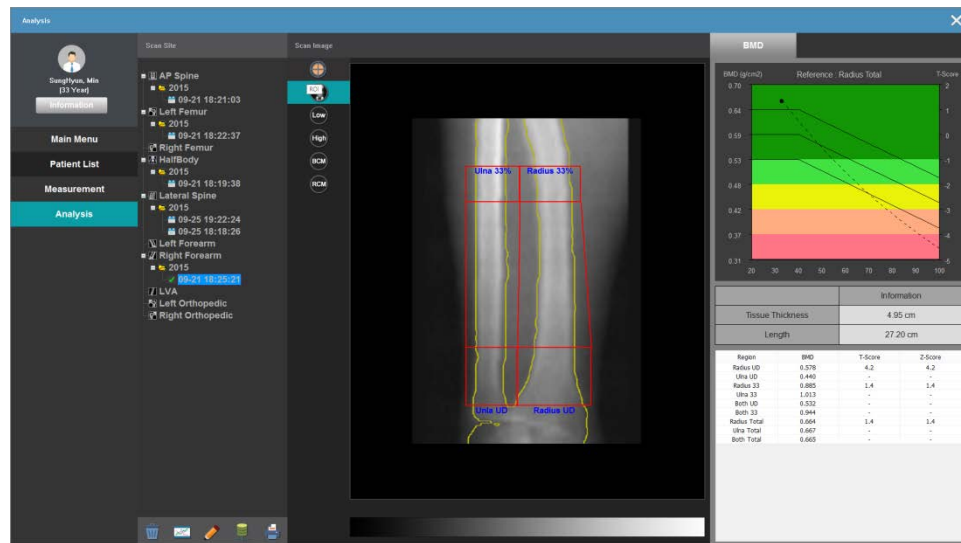 Analysis
SungHyun, Min
(33 Year)
Information
Main Menu
Patient List
Measurement
Analysis
Scan Site
AP Spine
2015
09-21 18:21:03
Left Femur
2015
09-21 18:22:37
Right Femur
HalfBody
2015
09-21 18:19:38
Lateral Spine
2015
09-25 19:22:24
09-25 18:18:26
Left Forearm
Right Forearm
2015
09-21 18:25:21
LVA
Left Orthopedic
Right Orthopedic
Scan Image
ROI
Low
High
BCM
RCM
Ulna 33% Radius 33%
Unla UD Radius UD
BMD
BMD (g/cm2) Reference : Radius Total T-Score
0.70 2
0.64 1
0.59 0
0.53 -1
0.48 -2
0.42 -3
0.37 -4
0.31 -5
20 30 40 50 60 70 80 90 100
Information
Tissue Thickness 4.95 cm
Length 27.20 cm
Region BMD T-Score Z-Score
Radius UD 0.578 4.2 4.2
Ulna UD 0.440 - -
Radius 33 0.885 1.4 1.4
Ulna 33 1.013 - -
Both UD 0.532 - -
Both 33 0.944 - -
Radius Total 0.664 1.4 1.4
Ulna Total 0.667 - -
Both Total 0.665 - -